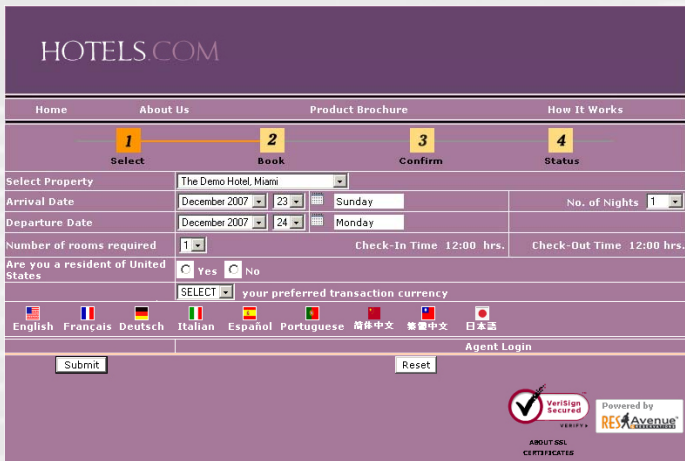 HOTELS.COM
Home About Us Product Brochure How It Works
1 2 3 4
Select Book Confirm Status
Select Property The Demo Hotel, Miami
Arrival Date December 2007 23 Sunday No. of Nights 1
Departure Date December 2007 24 Monday
Number of rooms required 1 Check-In Time 12:00 hrs. Check-Out Time 12:00 hrs.
Are you a resident of United States Yes No
SELECT your preferred transaction currency
English Français Deutsch Italian Español Portuguese 简体中文 繁體中文 日本語
Agent Login
Submit Reset
VeriSign Secured
VERIFY
Powered by
RESAvenue
ABOUT SSL
CERTIFICATES